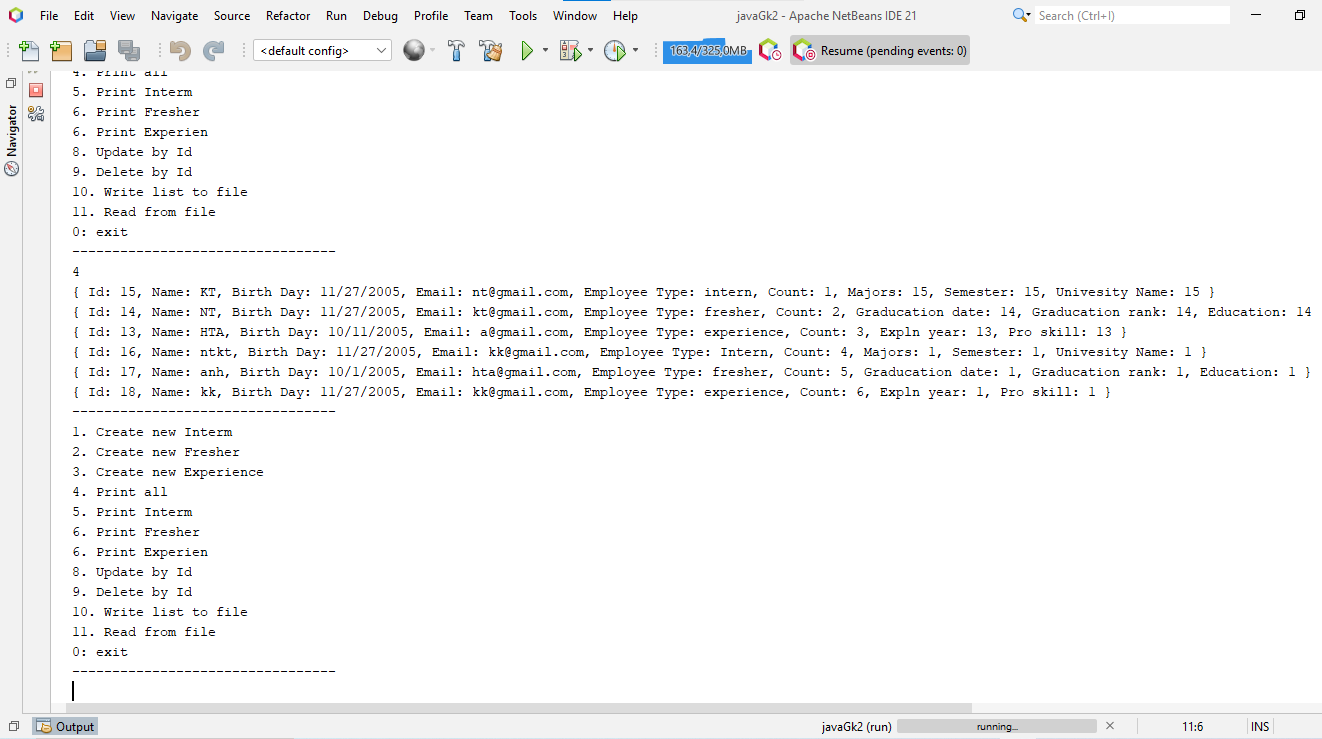 File Edit View Navigate Source Refactor Run Debug Profile Team Tools Window Help javaGk2 - Apache NetBeans IDE 21 Search (Ctrl+I)
<default config> 163,4/325,0MB Resume (pending events: 0)
4. Print all
5. Print Interm
6. Print Fresher
6. Print Experien
8. Update by Id
9. Delete by Id
10. Write list to file
11. Read from file
0: exit
---------------------------------
4
{ Id: 15, Name: KT, Birth Day: 11/27/2005, Email: nt@gmail.com, Employee Type: intern, Count: 1, Majors: 15, Semester: 15, Univesity Name: 15 }
{ Id: 14, Name: NT, Birth Day: 11/27/2005, Email: kt@gmail.com, Employee Type: fresher, Count: 2, Graducation date: 14, Graducation rank: 14, Education: 14
{ Id: 13, Name: HTA, Birth Day: 10/11/2005, Email: a@gmail.com, Employee Type: experience, Count: 3, Expln year: 13, Pro skill: 13 }
{ Id: 16, Name: ntkt, Birth Day: 11/27/2005, Email: kk@gmail.com, Employee Type: Intern, Count: 4, Majors: 1, Semester: 1, Univesity Name: 1 }
{ Id: 17, Name: anh, Birth Day: 10/1/2005, Email: hta@gmail.com, Employee Type: fresher, Count: 5, Graducation date: 1, Graducation rank: 1, Education: 1 }
{ Id: 18, Name: kk, Birth Day: 11/27/2005, Email: kk@gmail.com, Employee Type: experience, Count: 6, Expln year: 1, Pro skill: 1 }
---------------------------------
1. Create new Interm
2. Create new Fresher
3. Create new Experience
4. Print all
5. Print Interm
6. Print Fresher
6. Print Experien
8. Update by Id
9. Delete by Id
10. Write list to file
11. Read from file
0: exit
---------------------------------
Navigator
Output javaGk2 (run) running... 11:6 INS